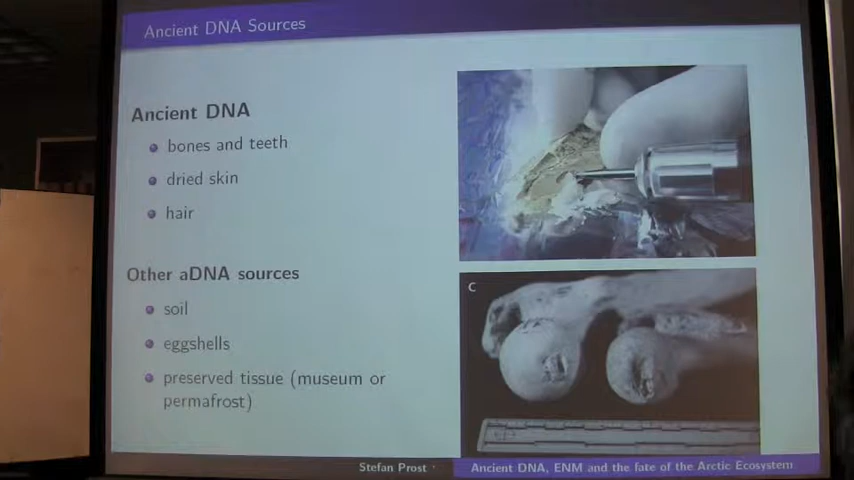 Ancient DNA Sources
Ancient DNA
bones and teeth
dried skin
hair
Other aDNA sources
soil
eggshells
preserved tissue (museum or
permafrost)
C
Stefan Prost
Ancient DNA, ENM and the fate of the Arctic Ecosystem